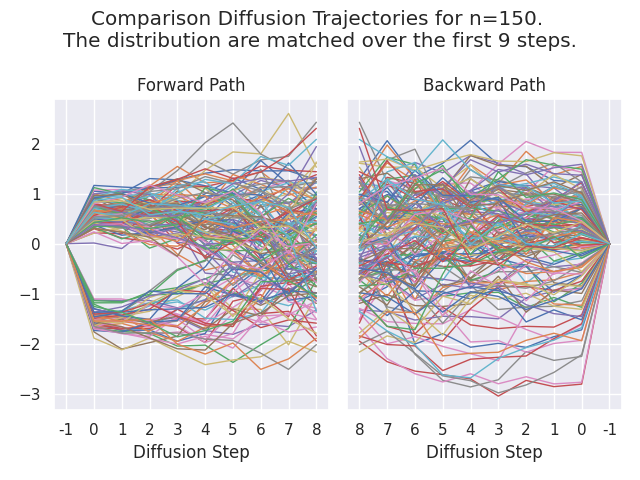 Comparison Diffusion Trajectories for n=150.
The distribution are matched over the first 9 steps.
Forward Path
Backward Path
2
1
0
−1
−2
−3
-1 0 1 2 3 4 5 6 7 8
8 7 6 5 4 3 2 1 0 -1
Diffusion Step
Diffusion Step